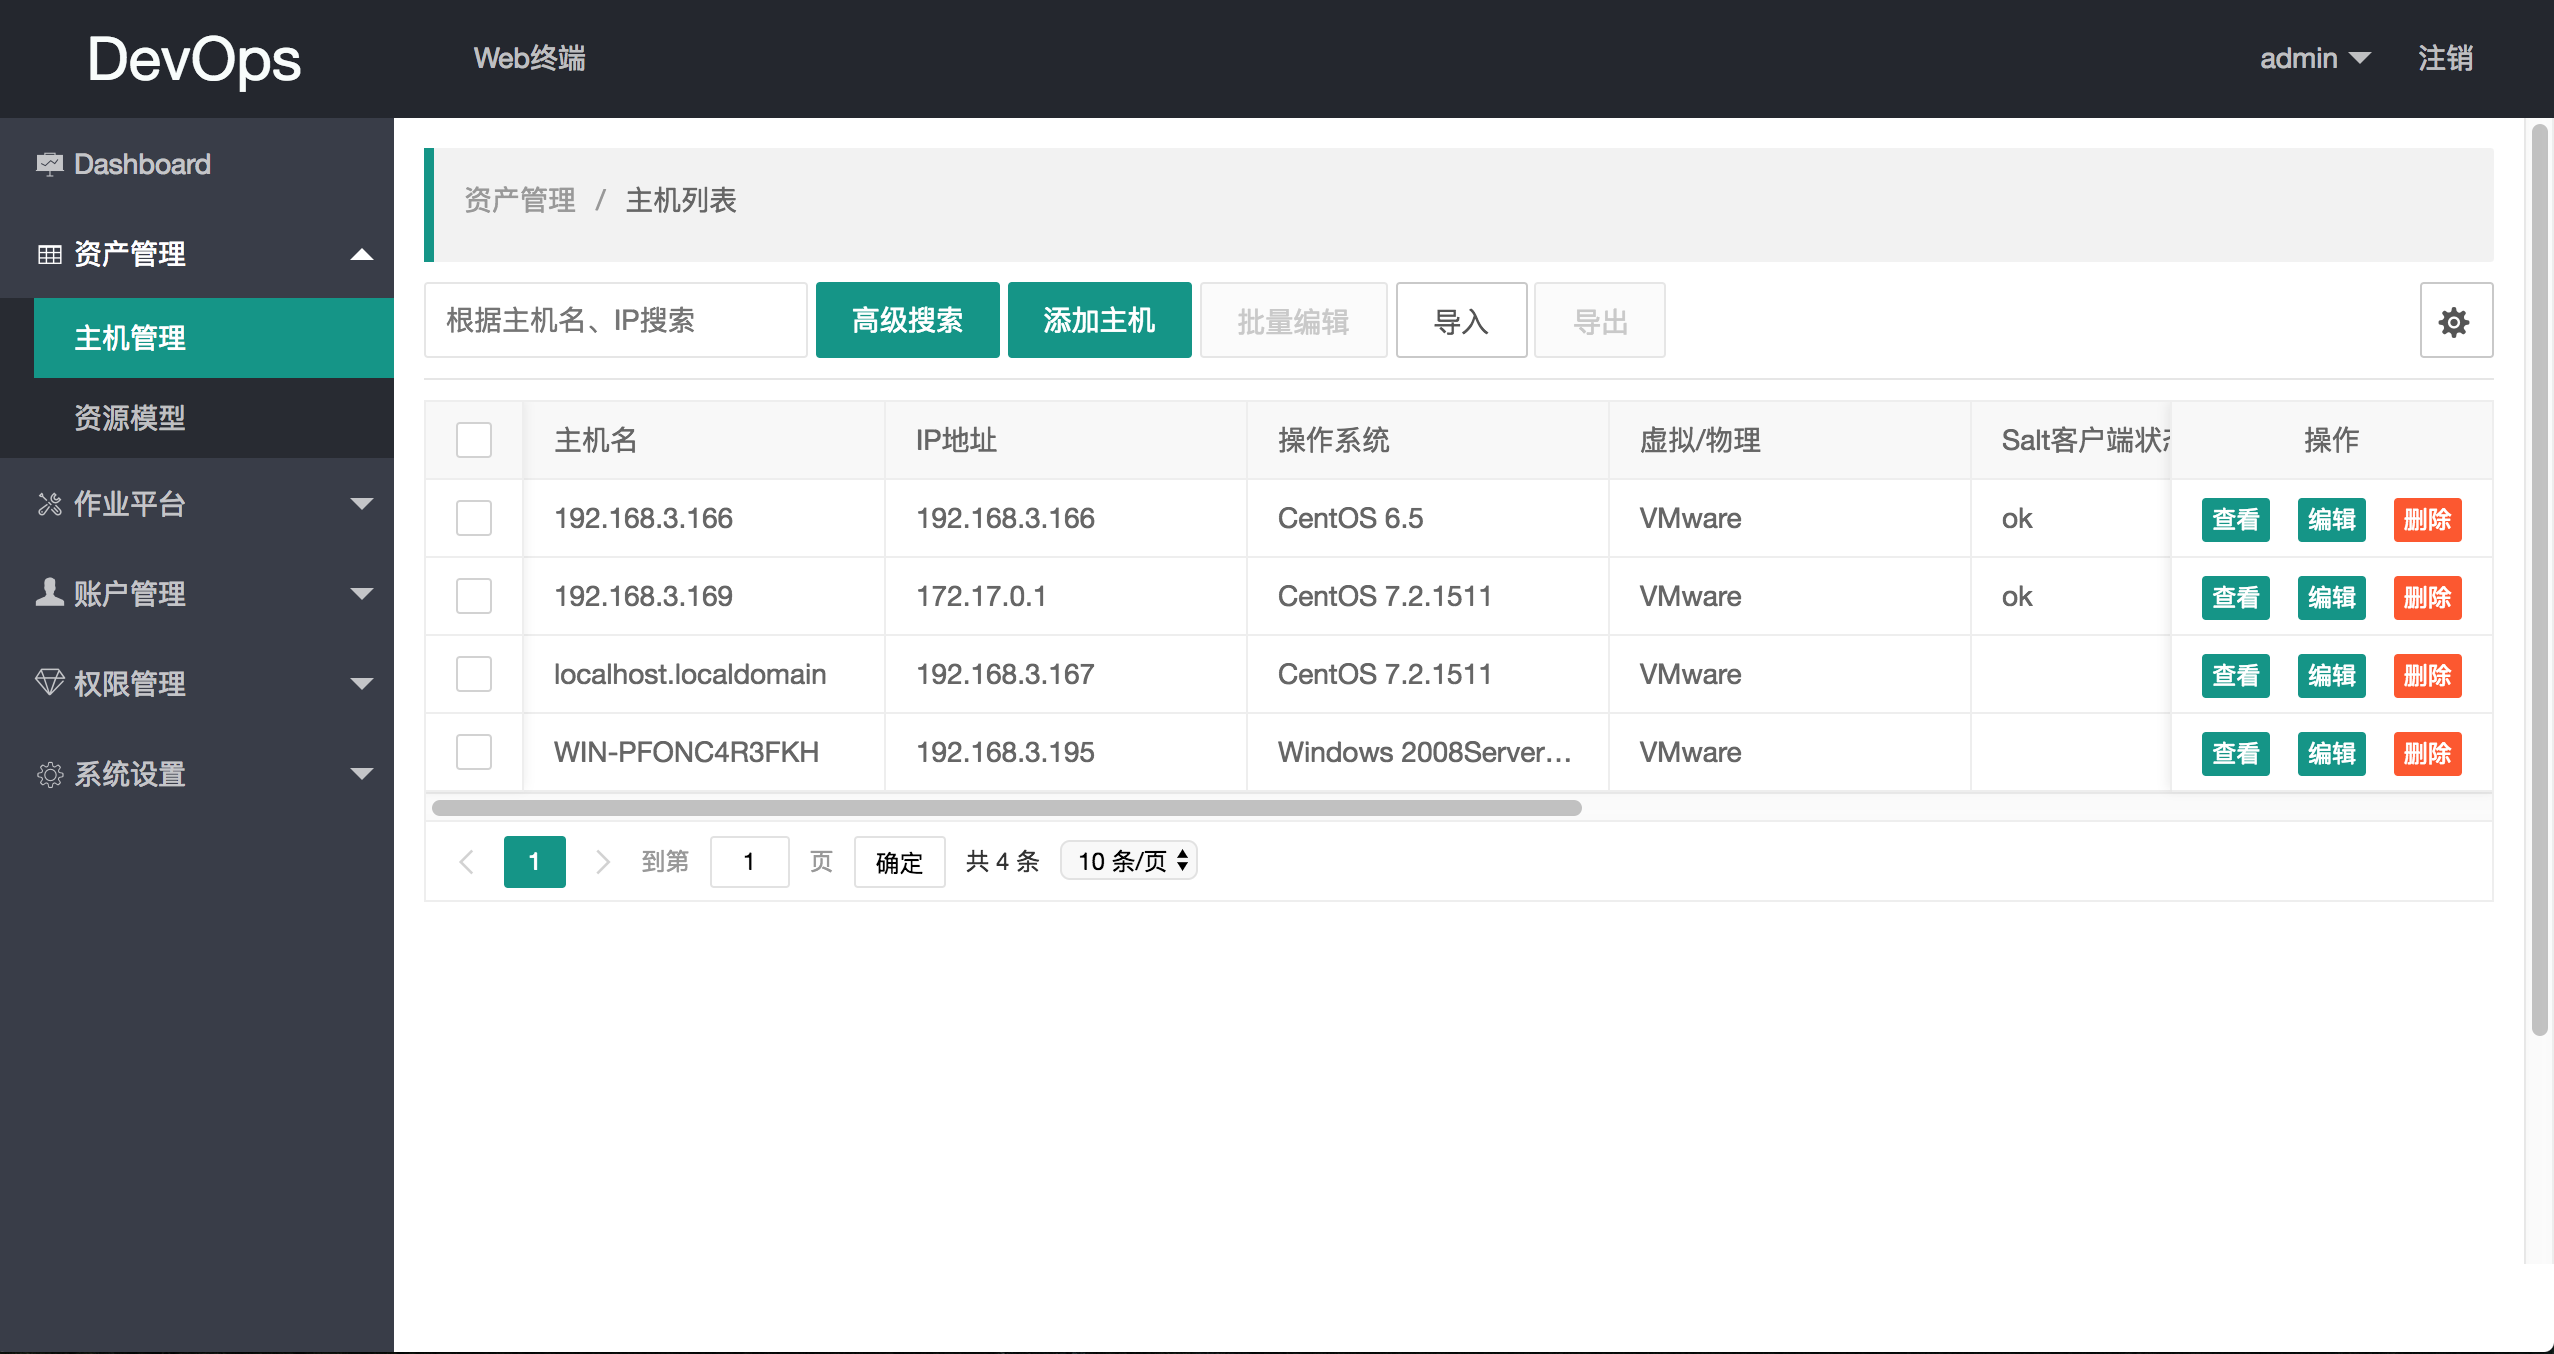 DevOps
Web终端
admin
注销
Dashboard
资产管理
主机管理
资源模型
作业平台
账户管理
权限管理
系统设置
资产管理 / 主机列表
根据主机名、IP搜索 高级搜索 添加主机 批量编辑 导入 导出
主机名 IP地址 操作系统 虚拟/物理 Salt客户端状 操作
192.168.3.166 192.168.3.166 CentOS 6.5 VMware ok 查看 编辑 删除
192.168.3.169 172.17.0.1 CentOS 7.2.1511 VMware ok 查看 编辑 删除
localhost.localdomain 192.168.3.167 CentOS 7.2.1511 VMware 查看 编辑 删除
WIN-PFONC4R3FKH 192.168.3.195 Windows 2008Server... VMware 查看 编辑 删除
1 到第 1 页 确定 共 4 条 10 条/页